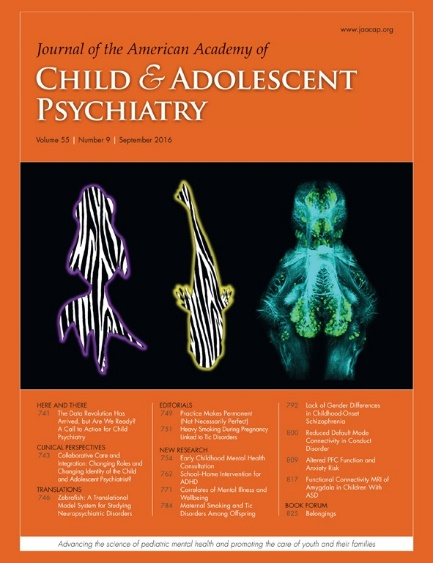 www.jaacap.org
Journal of the American Academy of
CHILD & ADOLESCENT
PSYCHIATRY
Volume 55 | Number 9 | September 2016
HERE AND THERE
741 The Data Revolution Has
Arrived, but Are We Ready?
A Call to Action for Child
Psychiatry
CLINICAL PERSPECTIVES
743 Collaborative Care and
Integration: Changing Roles and
Changing Identity of the Child
and Adolescent Psychiatrist?
TRANSLATIONS
746 Zebrafish: A Translational
Model System for Studying
Neuropsychiatric Disorders
EDITORIALS
749 Practice Makes Permanent
(Not Necessarily Perfect)
751 Heavy Smoking During Pregnancy
Linked to Tic Disorders
NEW RESEARCH
754 Early Childhood Mental Health
Consultation
762 School-Home Intervention for
ADHD
771 Correlates of Mental Illness and
Wellbeing
784 Maternal Smoking and Tic
Disorders Among Offspring
792 Lack of Gender Differences
in Childhood-Onset
Schizophrenia
800 Reduced Default Mode
Connectivity in Conduct
Disorder
809 Altered PFC Function and
Anxiety Risk
817 Functional Connectivity MRI of
Amygdala in Children With
ASD
BOOK FORUM
825 Belongings
Advancing the science of pediatric mental health and promoting the care of youth and their families